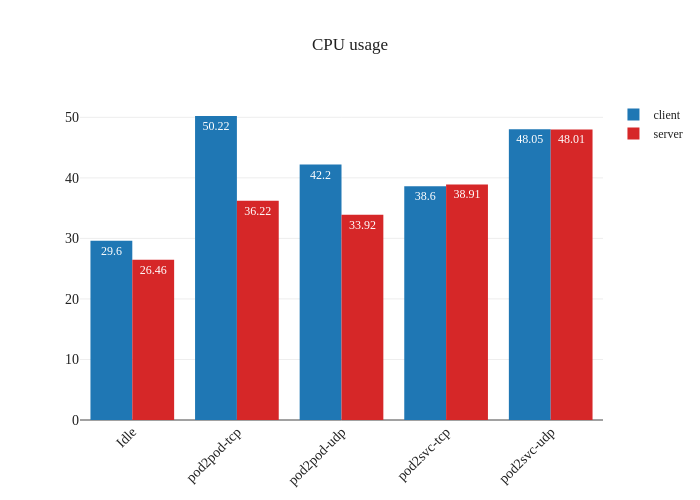 CPU usage
client
server
50
40
30
20
10
0
29.6
26.46
50.22
36.22
42.2
33.92
38.6
38.91
48.05
48.01
Idle
pod2pod-tcp
pod2pod-udp
pod2svc-tcp
pod2svc-udp